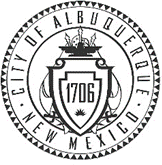 · CITY OF ALBUQUERQUE ·
1706
NEW MEXICO